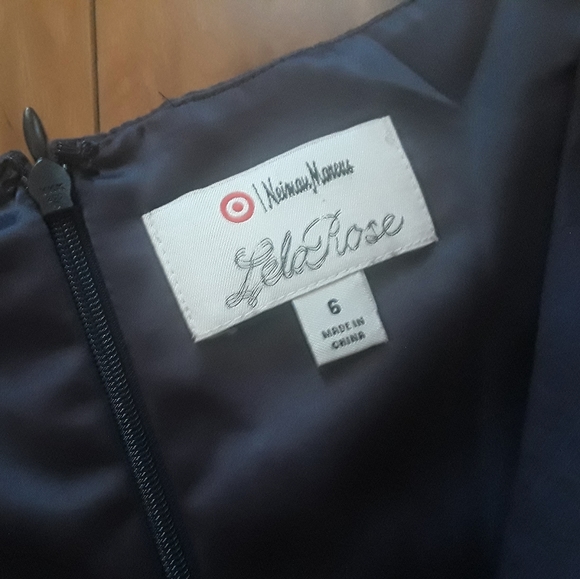 | Neiman Marcus
Lela Rose
6
MADE IN
CHINA